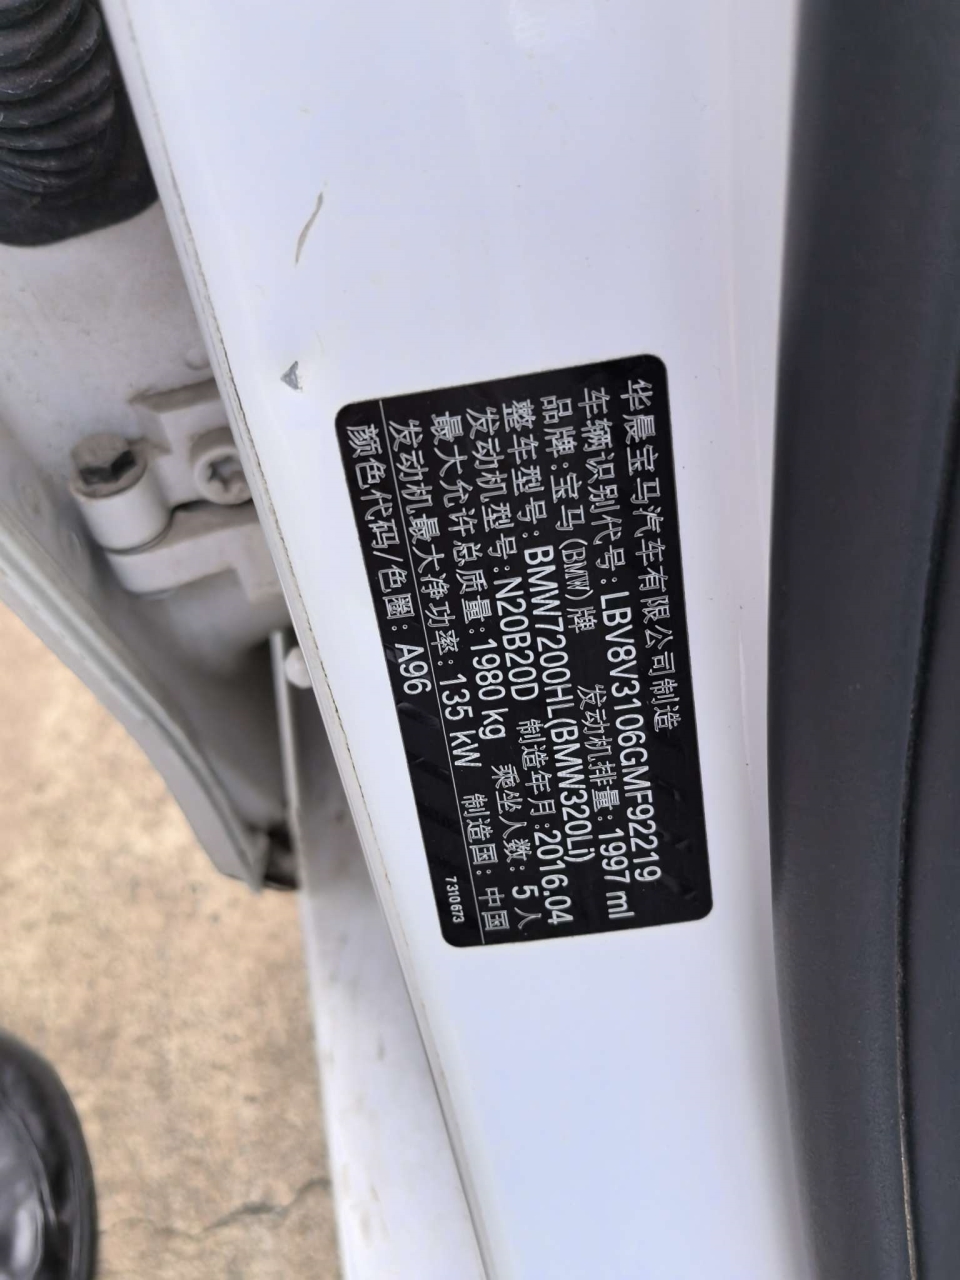 华晨宝马汽车有限公司制造
车辆识别代号:LBV8V3106GMF92219
品牌:宝马(BMW)牌 发动机排量:1997 ml
整车型号:BMW7200HL(BMW320Li)
发动机型号:N20B20D 制造年月:2016.04
最大允许总质量:1980 kg 乘坐人数:5人
发动机最大净功率:135 kW 制造国:中国
颜色代码/色圈:A96 7310673